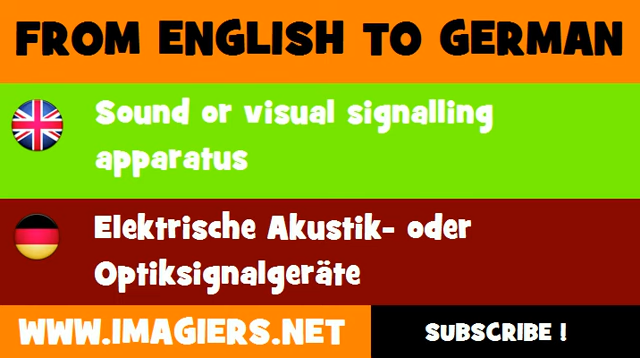 FROM ENGLISH TO GERMAN
Sound or visual signalling
apparatus
Elektrische Akustik- oder
Optiksignalgeräte
WWW.IMAGIERS.NET
SUBSCRIBE !